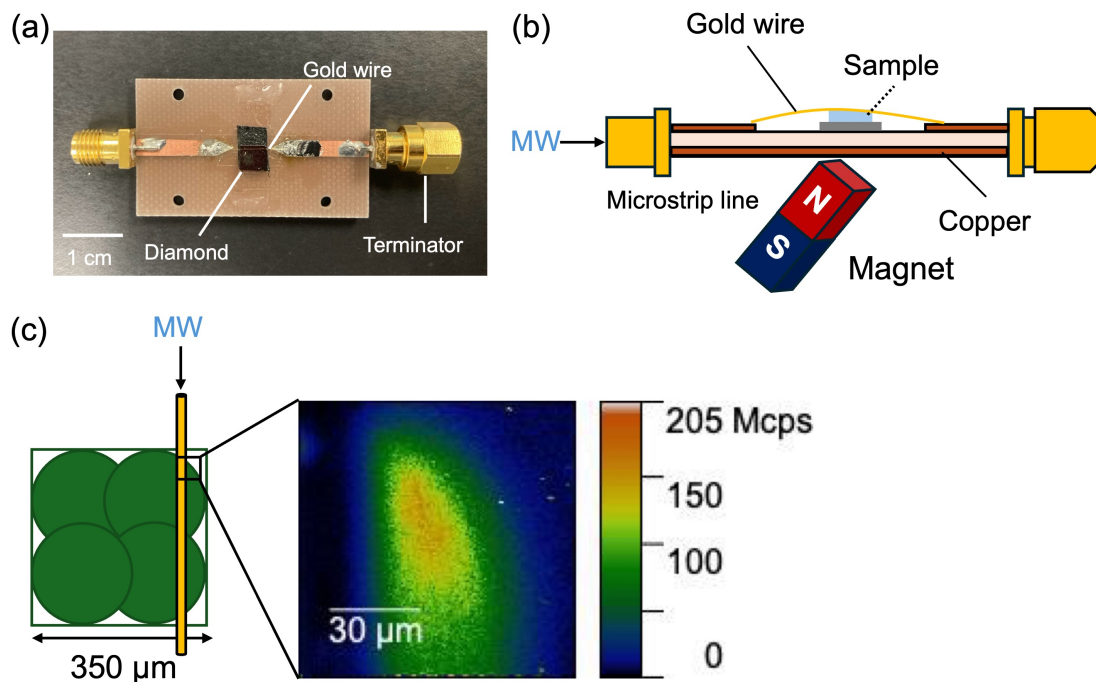 (a)
Gold wire
Diamond
Terminator
1 cm
(b)
Gold wire
Sample
MW
Microstrip line
N
S
Copper
Magnet
(c)
MW
350 µm
30 µm
205 Mcps
150
100
0